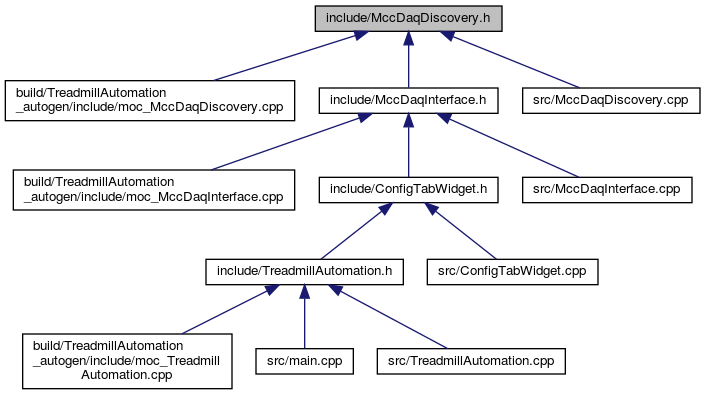 include/MccDaqDiscovery.h
build/TreadmillAutomation
_autogen/include/moc_MccDaqDiscovery.cpp
include/MccDaqInterface.h
src/MccDaqDiscovery.cpp
build/TreadmillAutomation
_autogen/include/moc_MccDaqInterface.cpp
include/ConfigTabWidget.h
src/MccDaqInterface.cpp
include/TreadmillAutomation.h
src/ConfigTabWidget.cpp
build/TreadmillAutomation
_autogen/include/moc_Treadmill
Automation.cpp
src/main.cpp
src/TreadmillAutomation.cpp